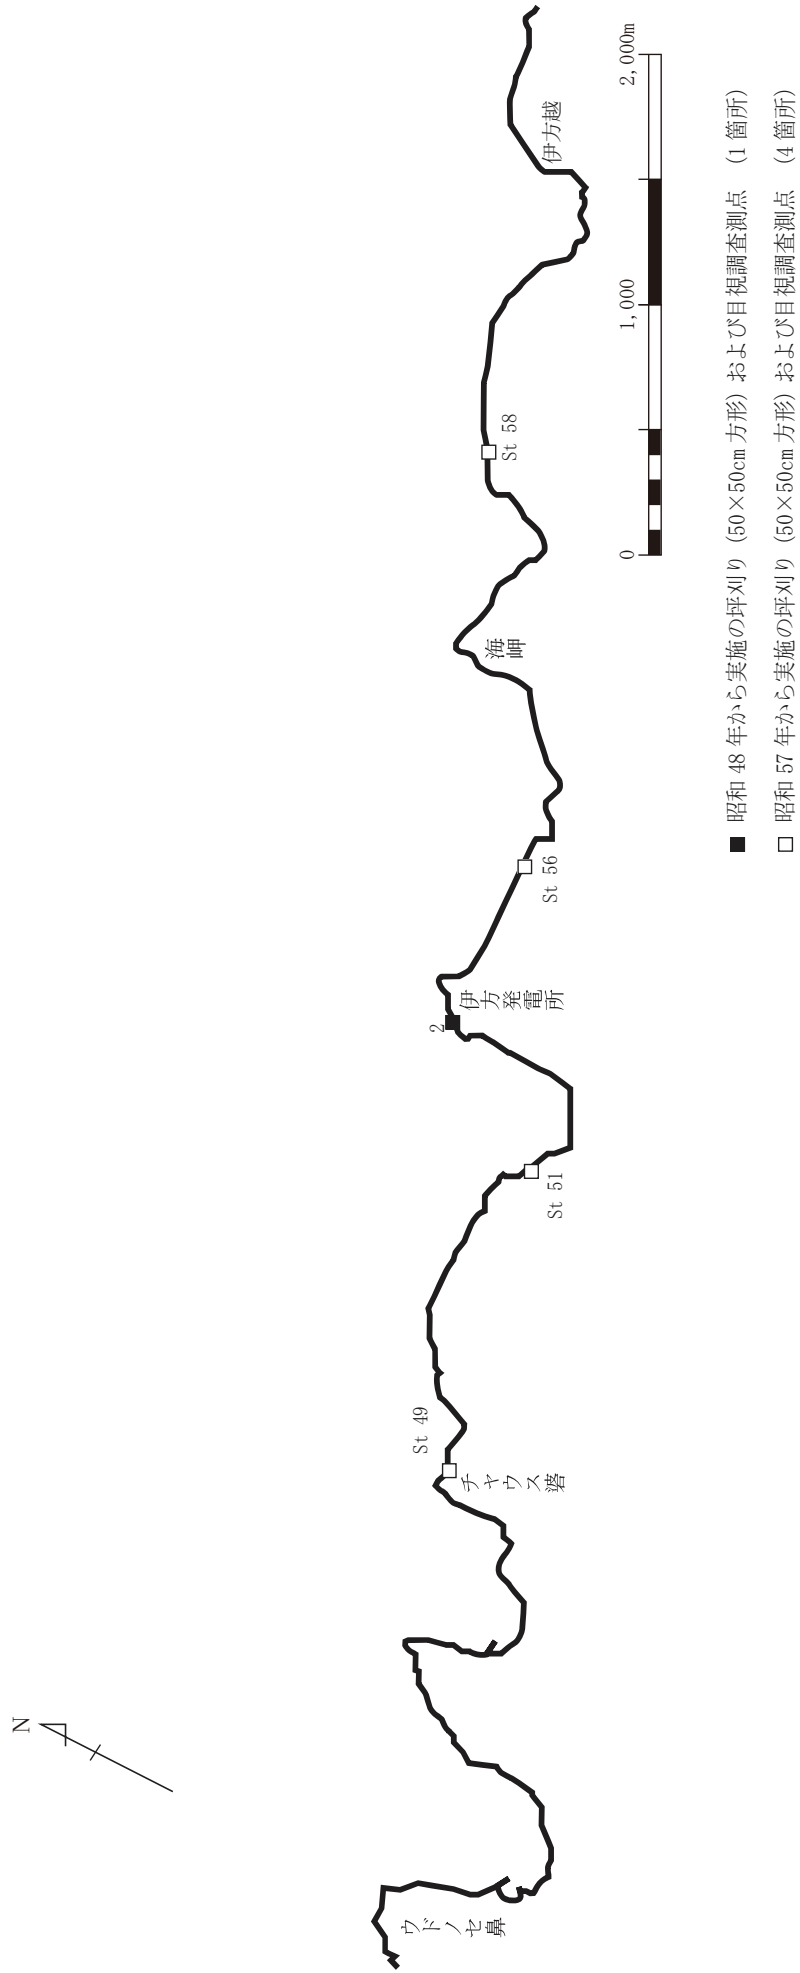 N
ウドノセ鼻
チャウス碆
St 49
St 51
2
伊方発電所
St 56
海岬
St 58
伊方越
0
1,000
2,000m
■ 昭和 48 年から実施の坪刈り (50×50cm 方形) および目視調査測点 (1 箇所)
□ 昭和 57 年から実施の坪刈り (50×50cm 方形) および目視調査測点 (4 箇所)